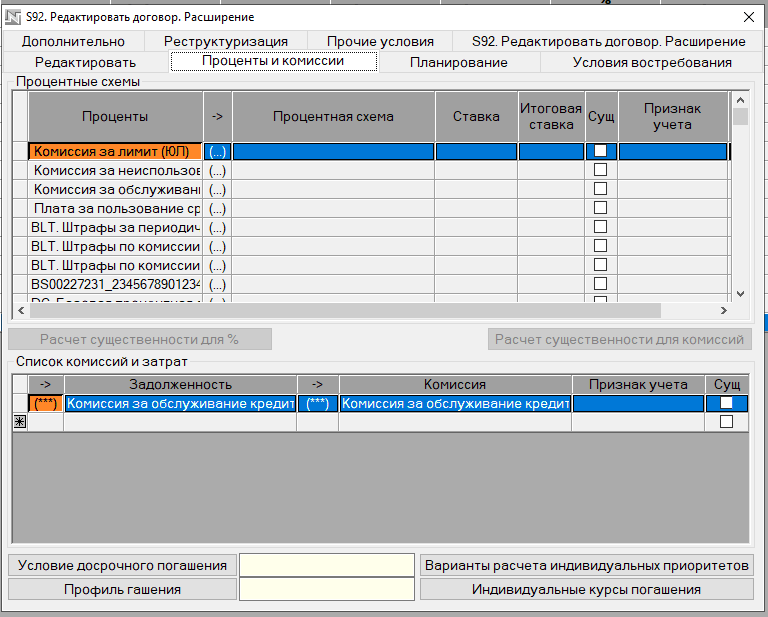 S92. Редактировать договор. Расширение
Дополнительно Реструктуризация Прочие условия S92. Редактировать договор. Расширение
Редактировать Проценты и комиссии Планирование Условия востребования
Процентные схемы
Проценты -> Процентная схема Ставка Итоговая ставка Сущ Признак учета
Комиссия за лимит (ЮЛ) (...)
Комиссия за неиспользов (...)
Комиссия за обслуживани (...)
Плата за пользование ср (...)
BLT. Штрафы за периодич (...)
BLT. Штрафы по комиссии (...)
BLT. Штрафы по комиссии (...)
BS00227231_2345678901234 (...)
Расчет существенности для % Расчет существенности для комиссий
Список комиссий и затрат
-> Задолженность -> Комиссия Признак учета Сущ
(***) Комиссия за обслуживание кредит (***) Комиссия за обслуживание кредит
Условие досрочного погашения Варианты расчета индивидуальных приоритетов
Профиль гашения Индивидуальные курсы погашения